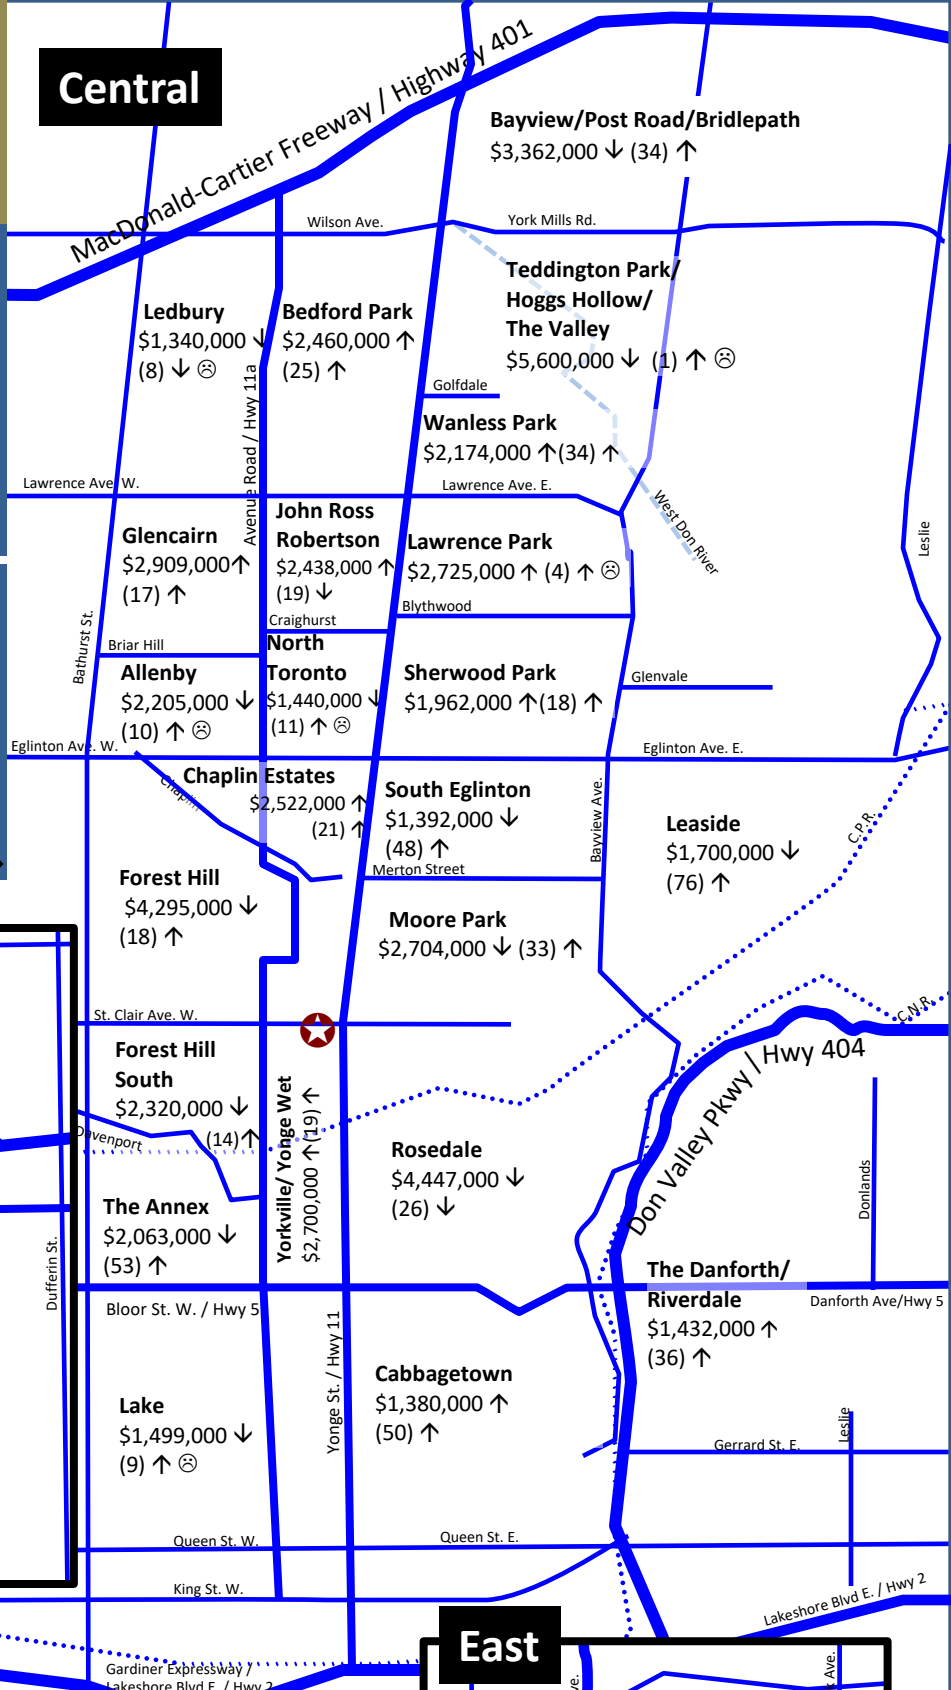 Central
MacDonald-Cartier Freeway / Highway 401
Bayview/Post Road/Bridlepath
$3,362,000 ↓ (34) ↑
Wilson Ave.
York Mills Rd.
Teddington Park/
Hoggs Hollow/
The Valley
$5,600,000 ↓ (1) ↑ ☹
Ledbury
$1,340,000 ↓
(8) ↓ ☹
Bedford Park
$2,460,000 ↑
(25) ↑
Avenue Road / Hwy 11a
Golfdale
Wanless Park
$2,174,000 ↑(34) ↑
Lawrence Ave. W.
Lawrence Ave. E.
West Don River
Leslie
Glencairn
$2,909,000↑
(17) ↑
John Ross
Robertson
$2,438,000 ↑
(19) ↓
Lawrence Park
$2,725,000 ↑ (4) ↑ ☹
Blythwood
Craighurst
Bathurst St.
Briar Hill
Allenby
$2,205,000 ↓
(10) ↑ ☹
North
Toronto
$1,440,000 ↓
(11) ↑ ☹
Sherwood Park
$1,962,000 ↑(18) ↑
Glenvale
Eglinton Ave. W.
Eglinton Ave. E.
Chaplin
Chaplin Estates
$2,522,000 ↑
(21) ↑
South Eglinton
$1,392,000 ↓
(48) ↑
Bayview Ave.
Leaside
$1,700,000 ↓
(76) ↑
C.P.R.
Merton Street
Forest Hill
$4,295,000 ↓
(18) ↑
Moore Park
$2,704,000 ↓ (33) ↑
St. Clair Ave. W.
C.N.R.
Don Valley Pkwy / Hwy 404
Forest Hill
South
$2,320,000 ↓
(14)↑
Davenport
Yorkville/ Yonge Wet
$2,700,000 ↑(19) ↑
Rosedale
$4,447,000 ↓
(26) ↓
Donlands
The Annex
$2,063,000 ↓
(53) ↑
Dufferin St.
Bloor St. W. / Hwy 5
The Danforth/
Riverdale
$1,432,000 ↑
(36) ↑
Danforth Ave/Hwy 5
Yonge St. / Hwy 11
Cabbagetown
$1,380,000 ↑
(50) ↑
Lake
$1,499,000 ↓
(9) ↑ ☹
Leslie
Gerrard St. E.
Queen St. W.
Queen St. E.
King St. W.
Lakeshore Blvd E. / Hwy 2
East
Gardiner Expressway /
Lakeshore Blvd E. / Hwy 2
Ave.